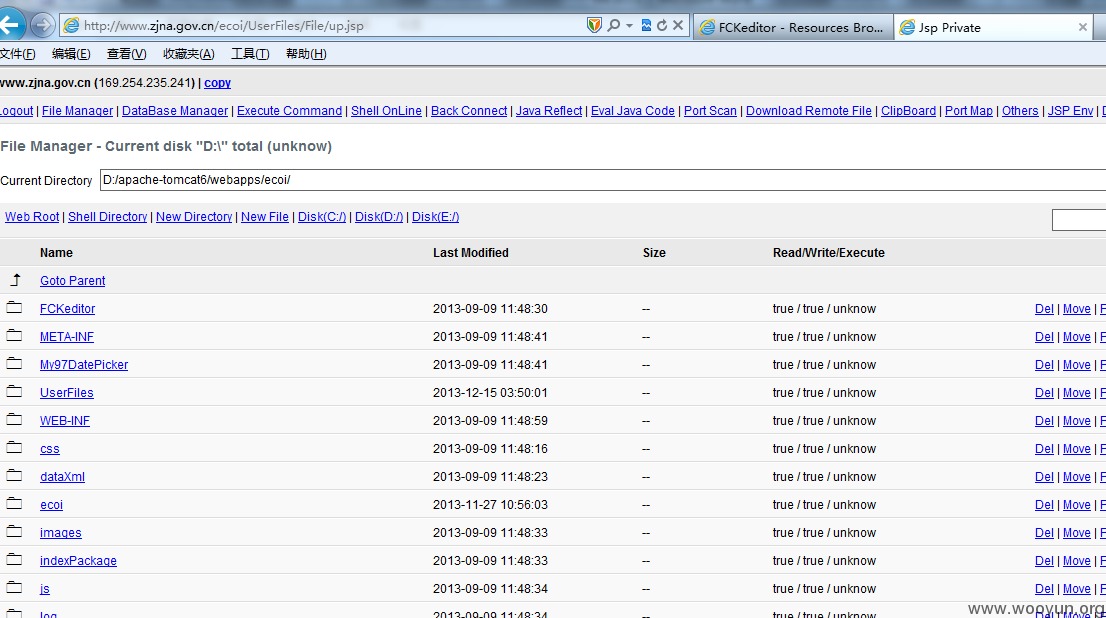 http://www.zjna.gov.cn/ecoi/UserFiles/File/up.jsp
FCKeditor - Resources Bro...
Jsp Private
文件(F) 编辑(E) 查看(V) 收藏夹(A) 工具(T) 帮助(H)
www.zjna.gov.cn (169.254.235.241) | copy
Logout | File Manager | DataBase Manager | Execute Command | Shell OnLine | Back Connect | Java Reflect | Eval Java Code | Port Scan | Download Remote File | ClipBoard | Port Map | Others | JSP Env |
File Manager - Current disk "D:\" total (unknow)
Current Directory D:/apache-tomcat6/webapps/ecoi/
Web Root | Shell Directory | New Directory | New File | Disk(C:/) | Disk(D:/) | Disk(E:/)
Name Last Modified Size Read/Write/Execute
Goto Parent
FCKeditor 2013-09-09 11:48:30 -- true / true / unknow Del | Move |
META-INF 2013-09-09 11:48:41 -- true / true / unknow Del | Move |
My97DatePicker 2013-09-09 11:48:41 -- true / true / unknow Del | Move |
UserFiles 2013-12-15 03:50:01 -- true / true / unknow Del | Move |
WEB-INF 2013-09-09 11:48:59 -- true / true / unknow Del | Move |
css 2013-09-09 11:48:16 -- true / true / unknow Del | Move |
dataXml 2013-09-09 11:48:23 -- true / true / unknow Del | Move |
ecoi 2013-11-27 10:56:03 -- true / true / unknow Del | Move |
images 2013-09-09 11:48:33 -- true / true / unknow Del | Move |
indexPackage 2013-09-09 11:48:33 -- true / true / unknow Del | Move |
js 2013-09-09 11:48:34 -- true / true / unknow Del | Move |
log 2013-09-09 11:48:34 -- true / true / unknow Del | Move
www.wooyun.org